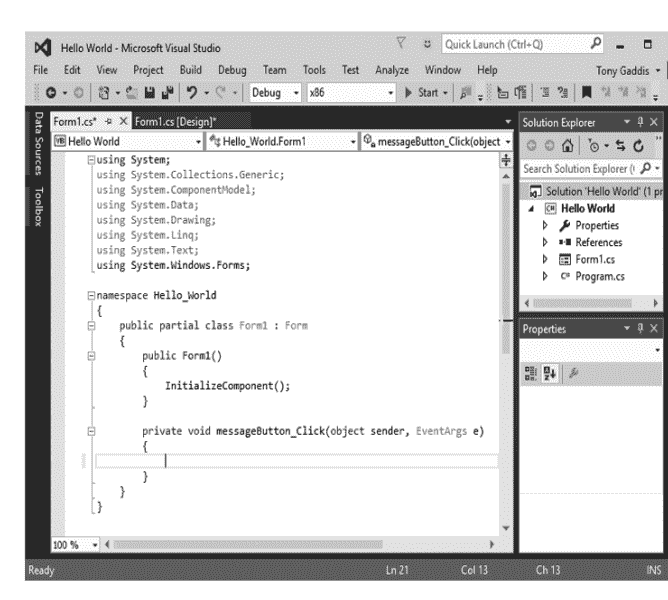 Hello World - Microsoft Visual Studio
Quick Launch (Ctrl+Q)
File Edit View Project Build Debug Team Tools Test Analyze Window Help Tony Gaddis
Debug x86 Start
Data Sources
Toolbox
Form1.cs* Form1.cs [Design]*
Hello World Hello_World.Form1 messageButton_Click(object
using System;
using System.Collections.Generic;
using System.ComponentModel;
using System.Data;
using System.Drawing;
using System.Linq;
using System.Text;
using System.Windows.Forms;
namespace Hello_World
{
public partial class Form1 : Form
{
public Form1()
{
InitializeComponent();
}
private void messageButton_Click(object sender, EventArgs e)
{
}
}
}
100 %
Solution Explorer
Search Solution Explorer (
Solution 'Hello World' (1 pr
C# Hello World
Properties
References
Form1.cs
C# Program.cs
Properties
Ready Ln 21 Col 13 Ch 13 INS